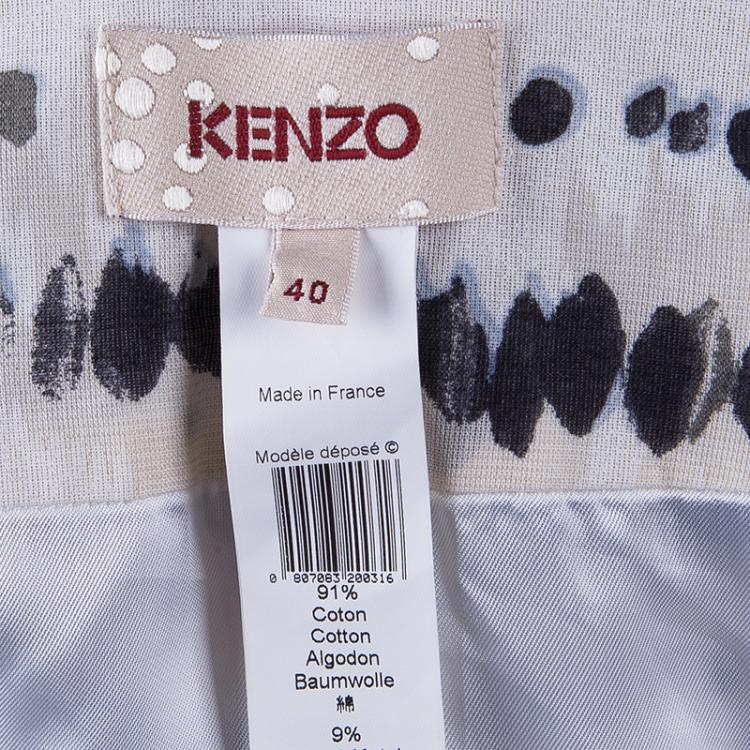 KENZO
40
Made in France
Modèle déposé ©
0 807083 200316
91%
Coton
Cotton
Algodon
Baumwolle
綿
9%